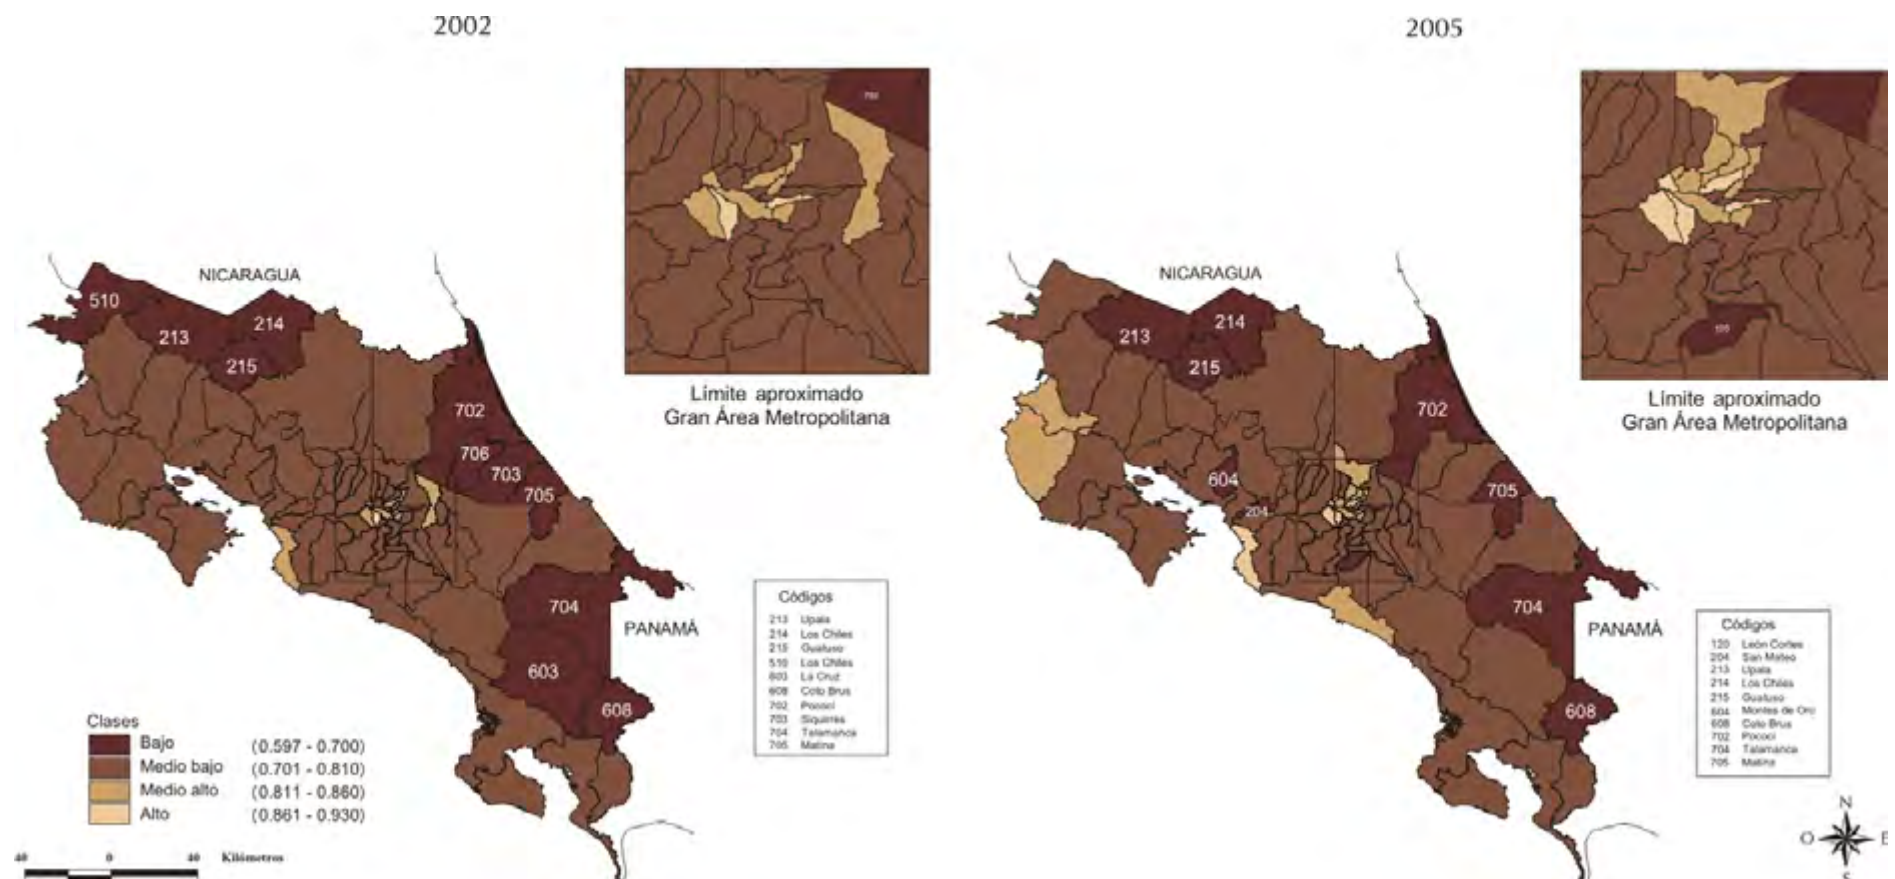 2002
NICARAGUA
510
213
214
215
702
706
703
705
704
603
608
PANAMÁ
Límite aproximado
Gran Área Metropolitana
Códigos
213 Upala
214 Los Chiles
215 Guatuso
510 Los Chiles
603 La Cruz
608 Coto Brus
702 Pococí
703 Siquirres
704 Talamanca
705 Matina
Clases
Bajo (0.597 - 0.700)
Medio bajo (0.701 - 0.810)
Medio alto (0.811 - 0.860)
Alto (0.861 - 0.930)
40 0 40 Kilómetros
2005
NICARAGUA
213
214
215
702
604
705
204
704
608
PANAMÁ
Límite aproximado
Gran Área Metropolitana
Códigos
120 León Cortes
204 San Mateo
213 Upala
214 Los Chiles
215 Guatuso
604 Montes de Oro
608 Coto Brus
702 Pococí
704 Talamanca
705 Matina
N
O E
S